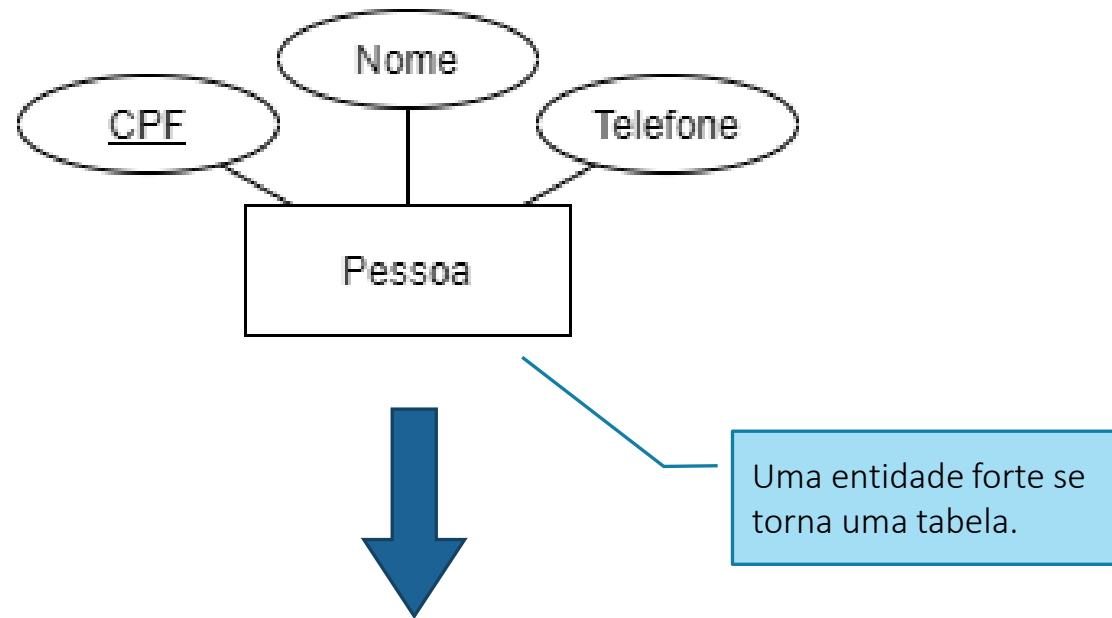 Nome
CPF
Telefone
Pessoa
Uma entidade forte se
torna uma tabela.